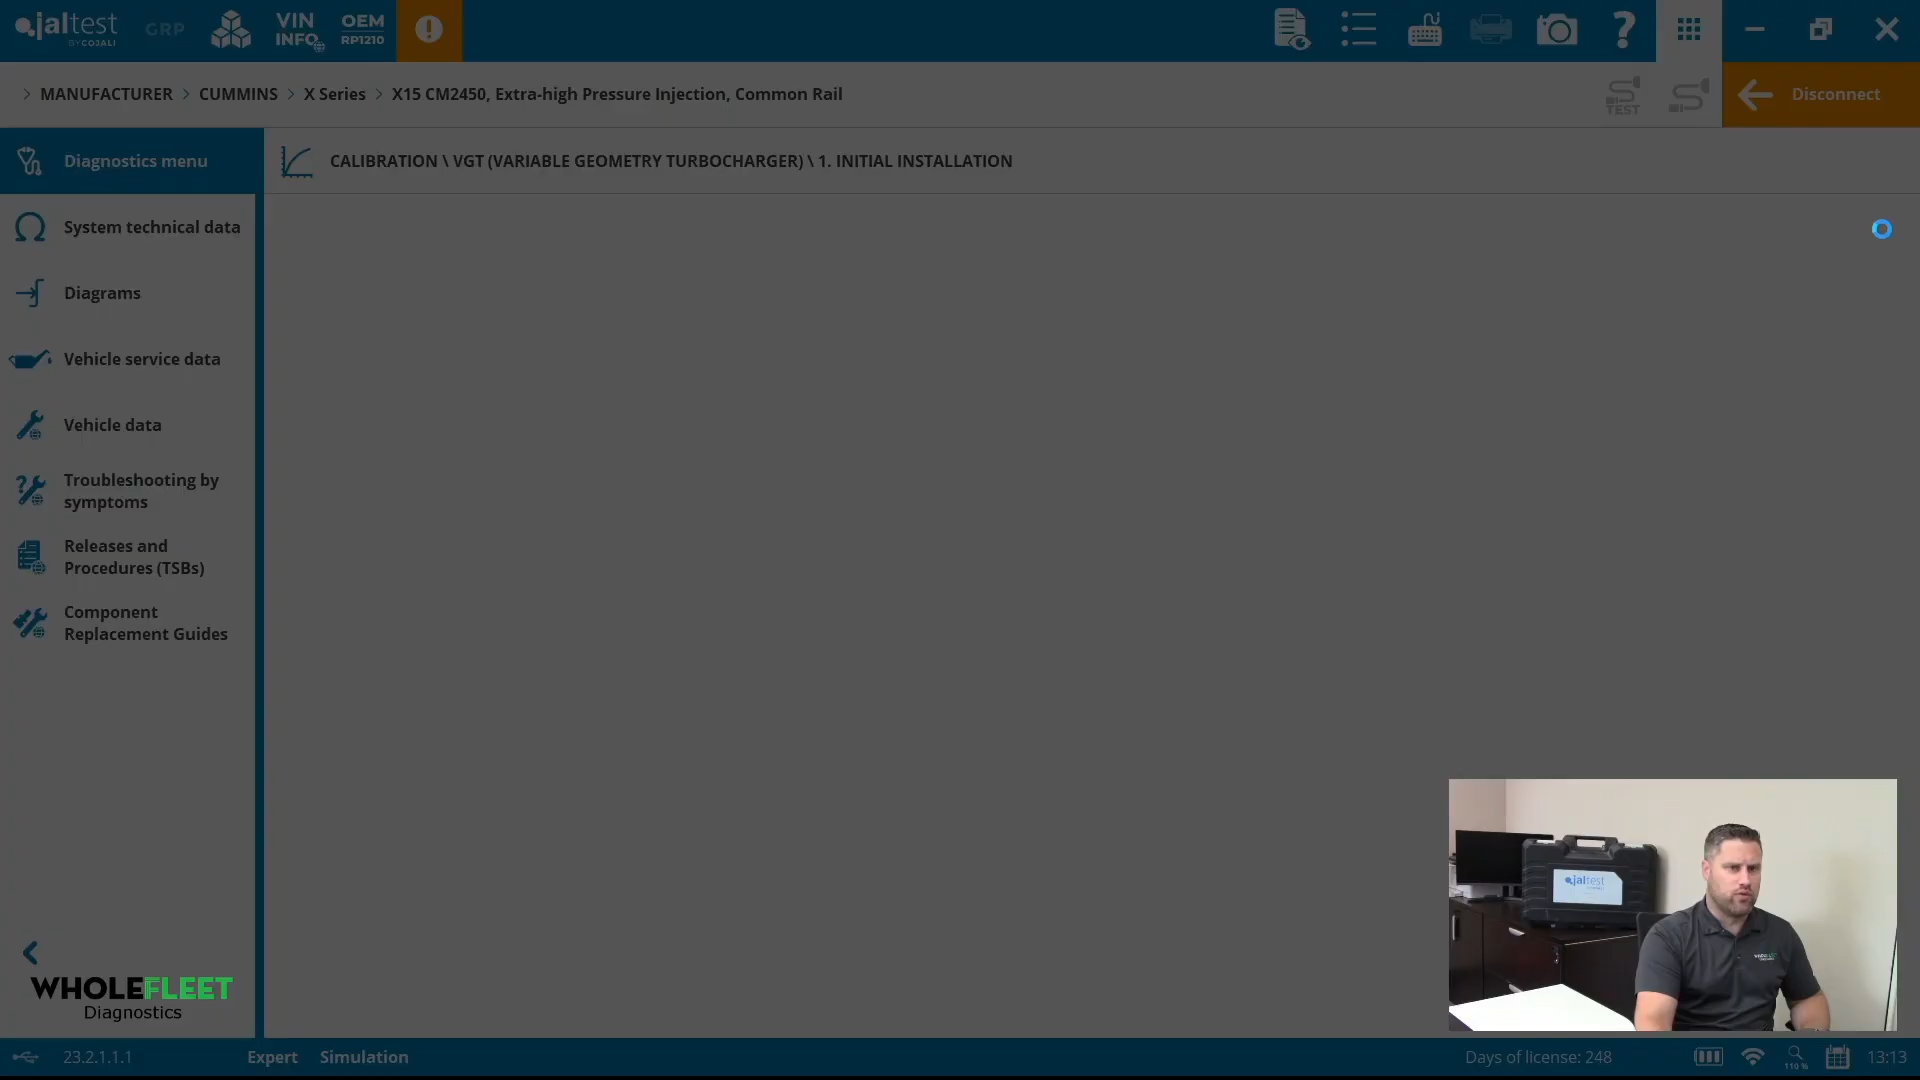 jaltest
BY COJALI
GRP
VIN
INFO
OEM
RP1210
> MANUFACTURER > CUMMINS > X Series > X15 CM2450, Extra-high Pressure Injection, Common Rail
TEST
Disconnect
Diagnostics menu
CALIBRATION \ VGT (VARIABLE GEOMETRY TURBOCHARGER) \ 1. INITIAL INSTALLATION
System technical data
Diagrams
Vehicle service data
Vehicle data
Troubleshooting by
symptoms
Releases and
Procedures (TSBs)
Component
Replacement Guides
jaltest
WHOLEFLEET
Diagnostics
23.2.1.1.1
Expert
Simulation
Days of license: 248
110 %
13:13